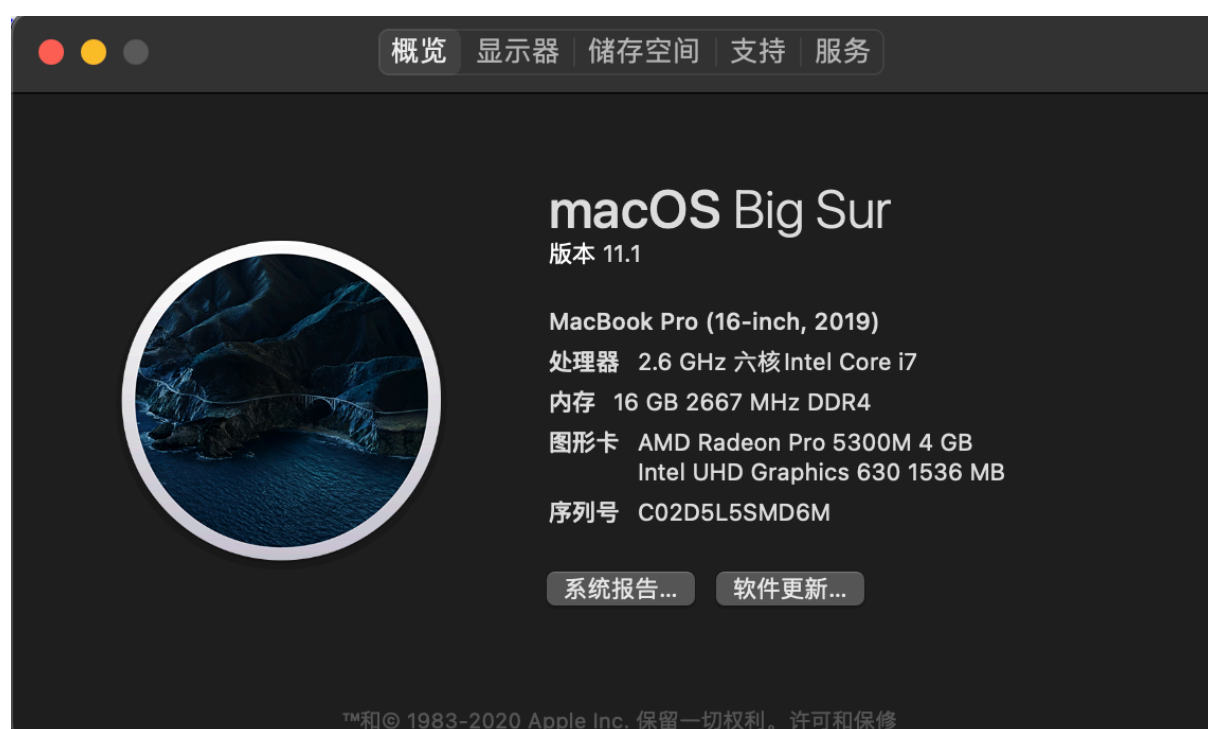 概览 显示器 储存空间 支持 服务
macOS Big Sur
版本 11.1
MacBook Pro (16-inch, 2019)
处理器 2.6 GHz 六核Intel Core i7
内存 16 GB 2667 MHz DDR4
图形卡 AMD Radeon Pro 5300M 4 GB
Intel UHD Graphics 630 1536 MB
序列号 C02D5L5SMD6M
系统报告... 软件更新...
™和© 1983-2020 Apple Inc. 保留一切权利。许可和保修